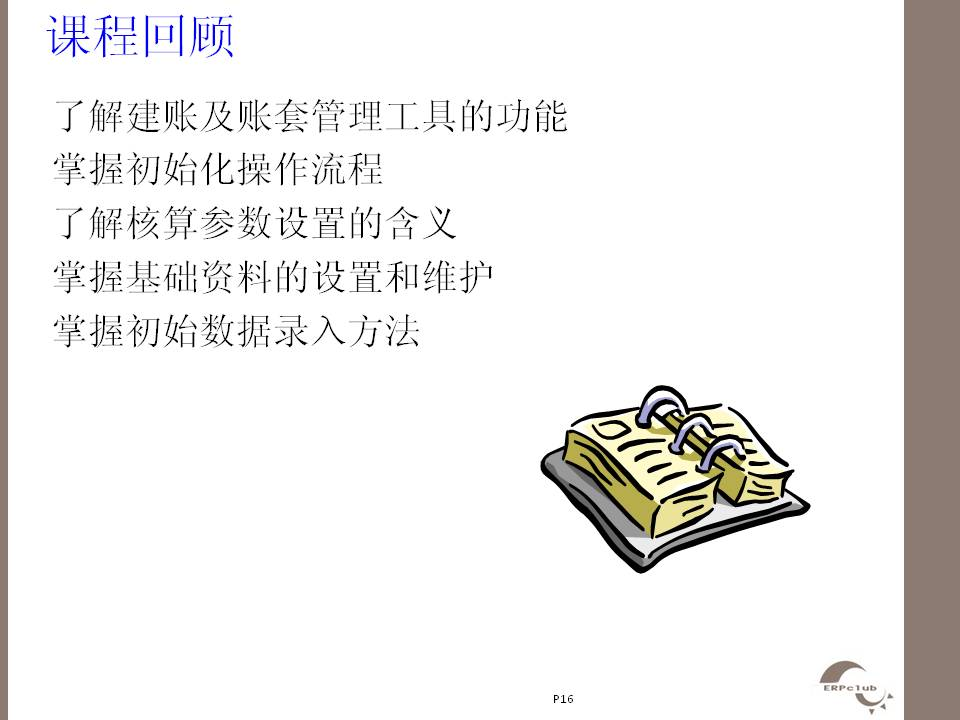 课程回顾
了解建账及账套管理工具的功能
掌握初始化操作流程
了解核算参数设置的含义
掌握基础资料的设置和维护
掌握初始数据录入方法
P16
ERPclub